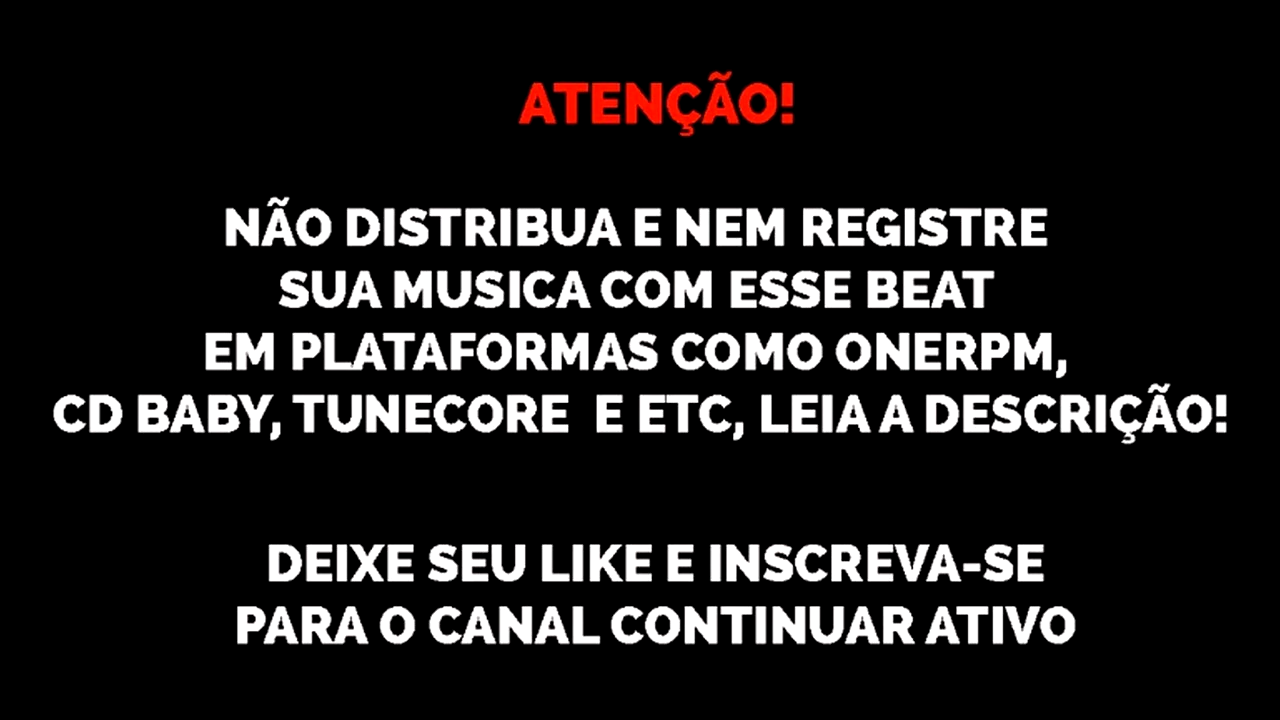 ATENÇÃO!
NÃO DISTRIBUA E NEM REGISTRE
SUA MUSICA COM ESSE BEAT
EM PLATAFORMAS COMO ONERPM,
CD BABY, TUNECORE E ETC, LEIA A DESCRIÇÃO!
DEIXE SEU LIKE E INSCREVA-SE
PARA O CANAL CONTINUAR ATIVO